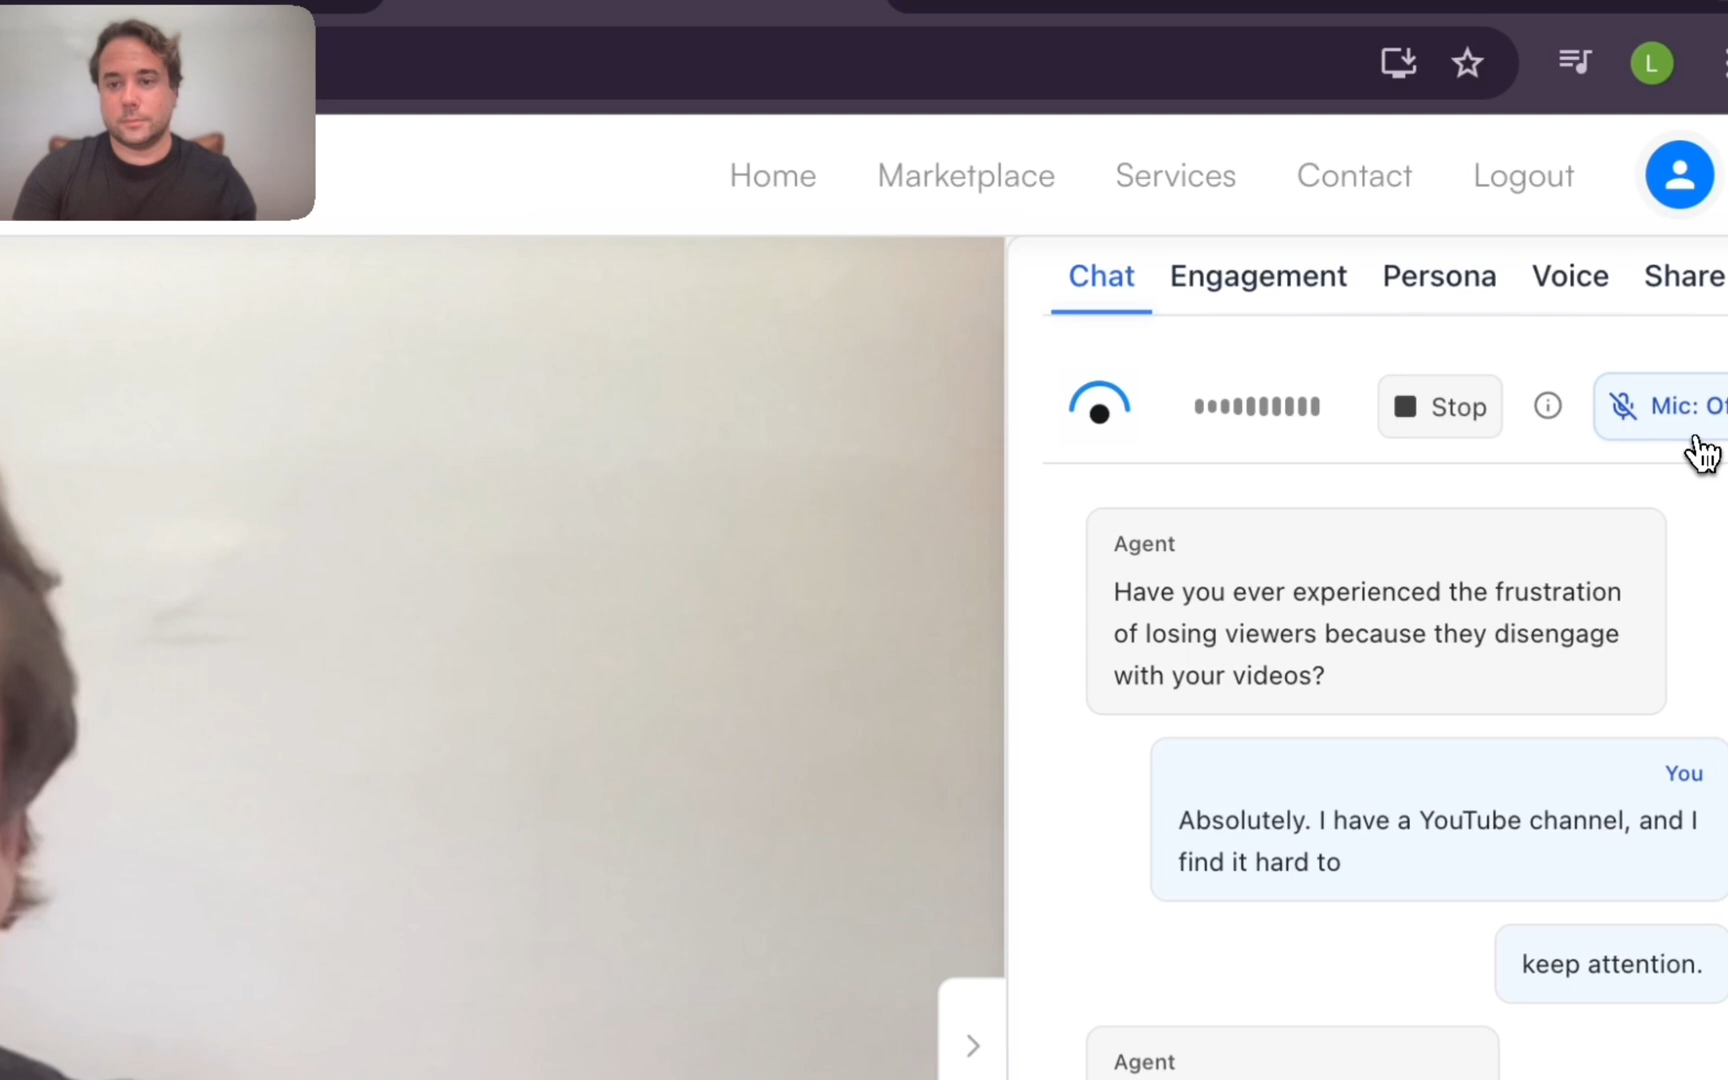 L
Home Marketplace Services Contact Logout
Chat Engagement Persona Voice Share
Stop
Mic: Of
Agent
Have you ever experienced the frustration
of losing viewers because they disengage
with your videos?
You
Absolutely. I have a YouTube channel, and I
find it hard to
keep attention.
Agent